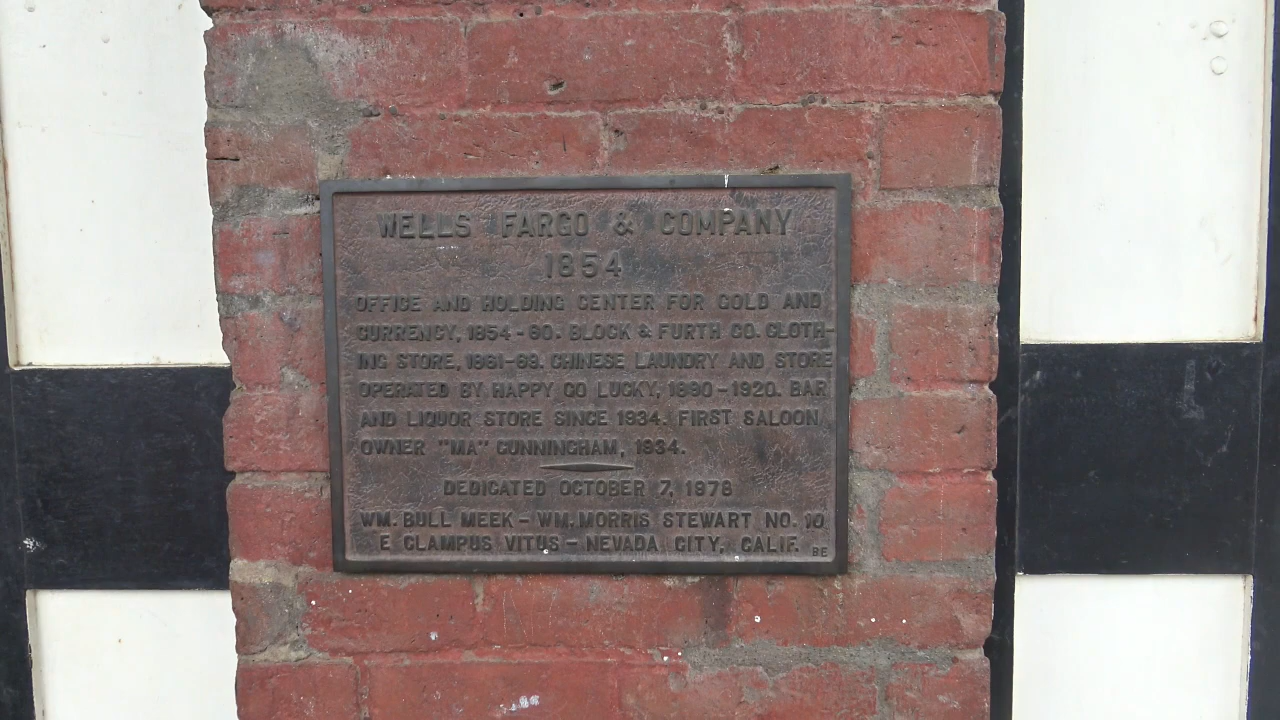 WELLS FARGO & COMPANY
1854
OFFICE AND HOLDING CENTER FOR GOLD AND
CURRENCY, 1854-60. BLOCK & FURTH CO. CLOTH-
ING STORE, 1861-69. CHINESE LAUNDRY AND STORE
OPERATED BY HAPPY GO LUCKY, 1890-1920. BAR
AND LIQUOR STORE SINCE 1934. FIRST SALOON
OWNER "MA" CUNNINGHAM, 1934.
DEDICATED OCTOBER 7, 1978
WM. BULL MEEK - WM. MORRIS STEWART NO. 10
E CLAMPUS VITUS - NEVADA CITY, CALIF.
BE